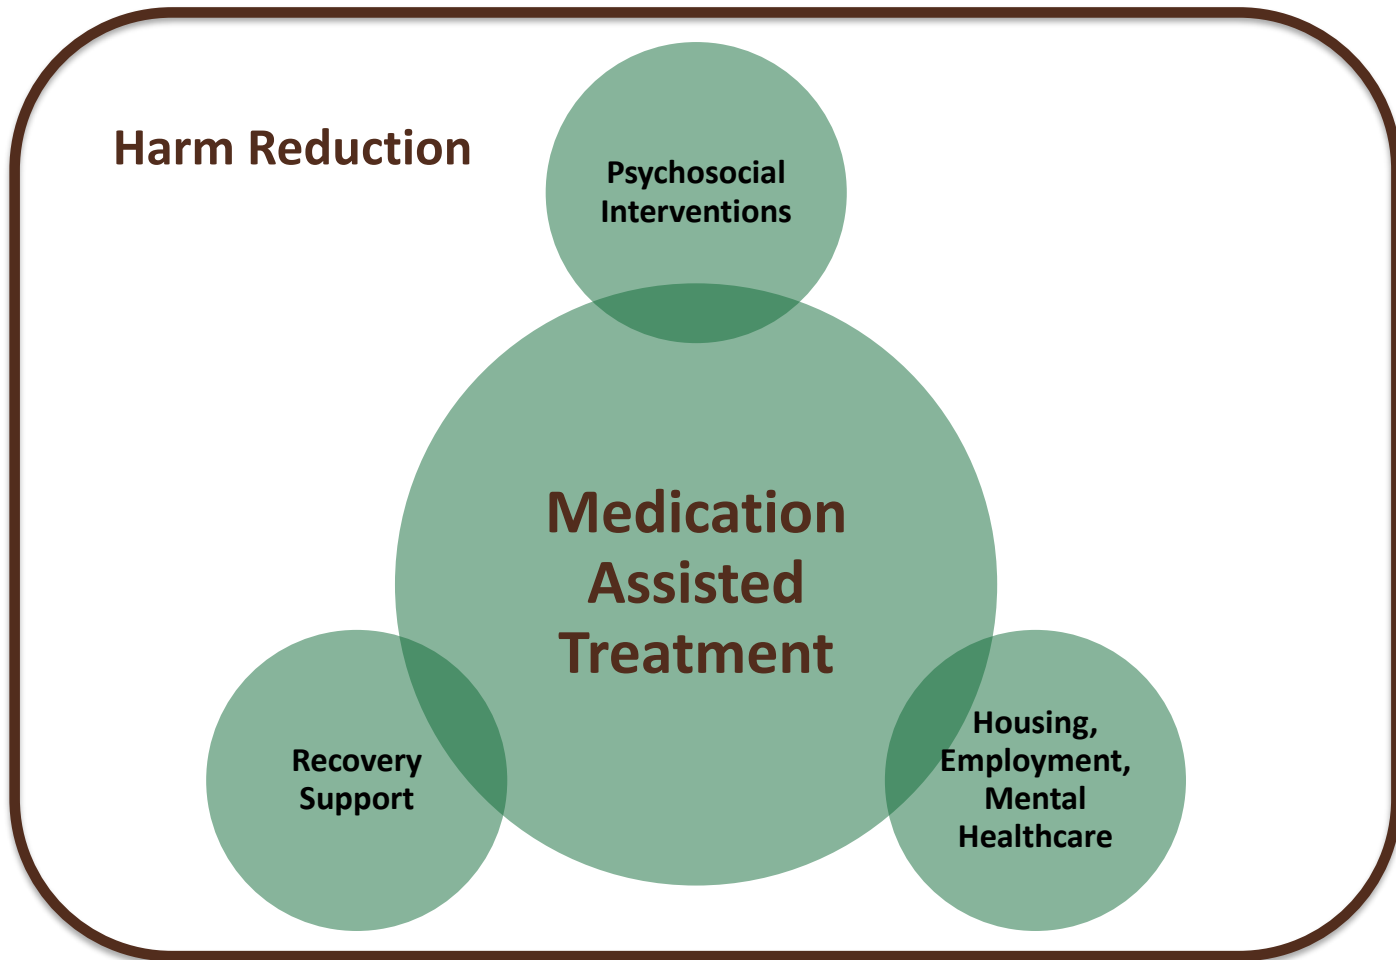 Harm Reduction
Psychosocial
Interventions
Medication
Assisted
Treatment
Recovery
Support
Housing,
Employment,
Mental
Healthcare